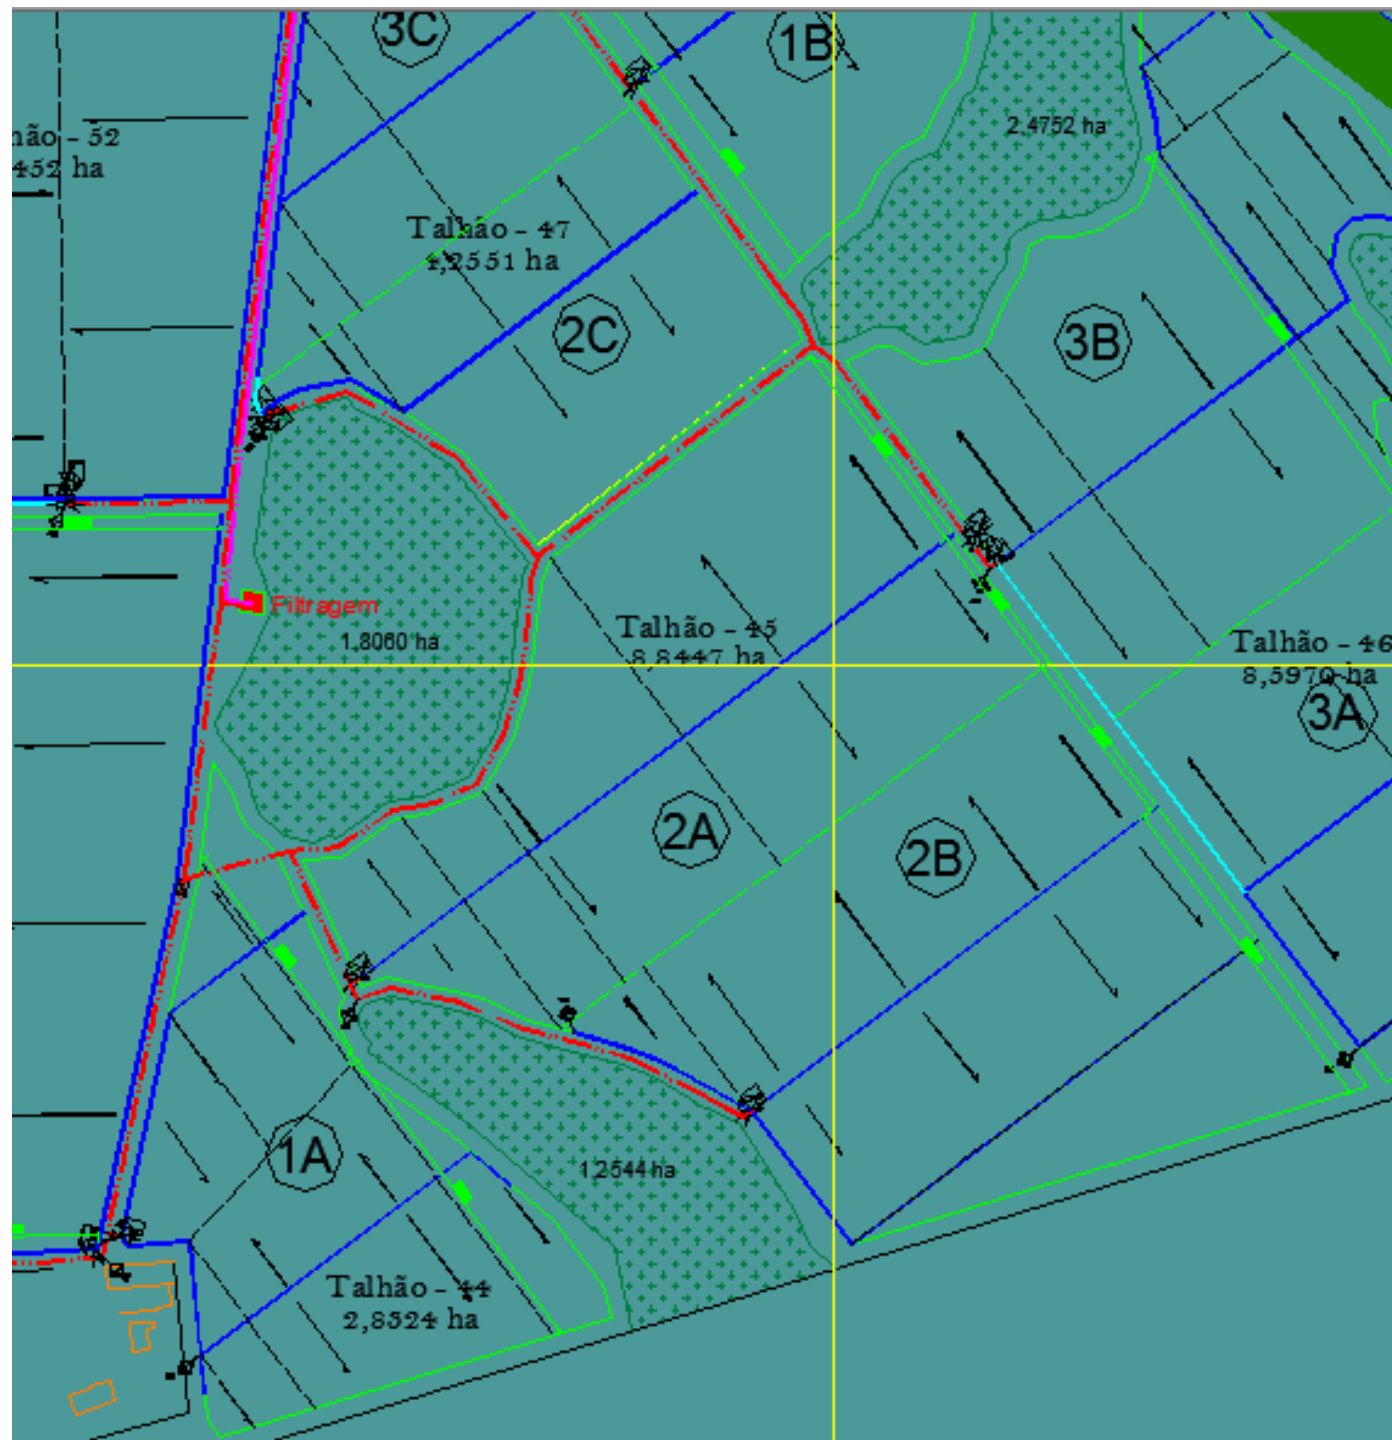 3C
1B
hão - 52
452 ha
2,4752 ha
Talhão - 47
4,2551 ha
2C
3B
Filtragem
1,8060 ha
Talhão - 45
8,8447 ha
Talhão - 46
8,5970 ha
3A
2A
2B
1A
1,2544 ha
Talhão - 44
2,8324 ha